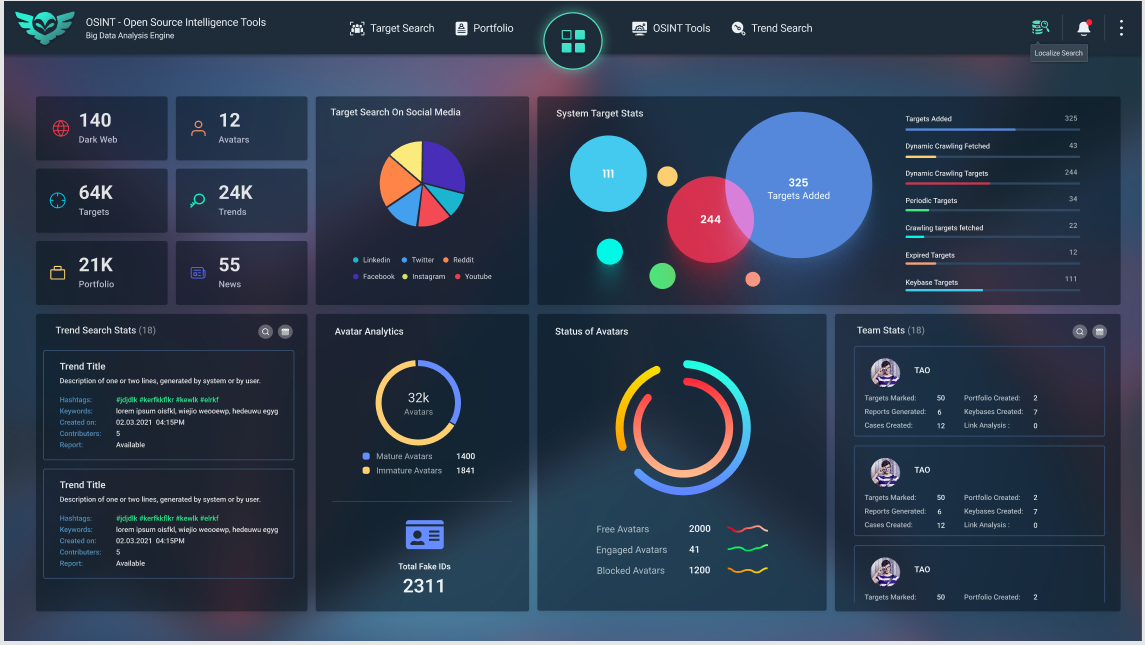 OSINT - Open Source Intelligence Tools
Big Data Analysis Engine
Target Search
Portfolio
OSINT Tools
Trend Search
Localize Search
140
Dark Web
12
Avatars
64K
Targets
24K
Trends
21K
Portfolio
55
News
Target Search On Social Media
Linkedin Twitter Reddit
Facebook Instagram Youtube
System Target Stats
111
244
325
Targets Added
Targets Added 325
Dynamic Crawling Fetched 43
Dynamic Crawling Targets 244
Periodic Targets 34
Crawling targets fetched 22
Expired Targets 12
Keybase Targets 111
Trend Search Stats (18)
Trend Title
Description of one or two lines, generated by system or by user.
Hashtags: #jdjdlk #kerfkkflkr #kewlk #elrkf
Keywords: lorem ipsum oisfkl, wiejio weooewp, hedeuwu egyg
Created on: 02.03.2021 04:15PM
Contributers: 5
Report: Available
Trend Title
Description of one or two lines, generated by system or by user.
Hashtags: #jdjdlk #kerfkkflkr #kewlk #elrkf
Keywords: lorem ipsum oisfkl, wiejio weooewp, hedeuwu egyg
Created on: 02.03.2021 04:15PM
Contributers: 5
Report: Available
Avatar Analytics
32k
Avatars
Mature Avatars 1400
Immature Avatars 1841
Total Fake IDs
2311
Status of Avatars
Free Avatars 2000
Engaged Avatars 41
Blocked Avatars 1200
Team Stats (18)
TAO
Targets Marked: 50 Portfolio Created: 2
Reports Generated: 6 Keybases Created: 7
Cases Created: 12 Link Analysis : 0
TAO
Targets Marked: 50 Portfolio Created: 2
Reports Generated: 6 Keybases Created: 7
Cases Created: 12 Link Analysis : 0
TAO
Targets Marked: 50 Portfolio Created: 2